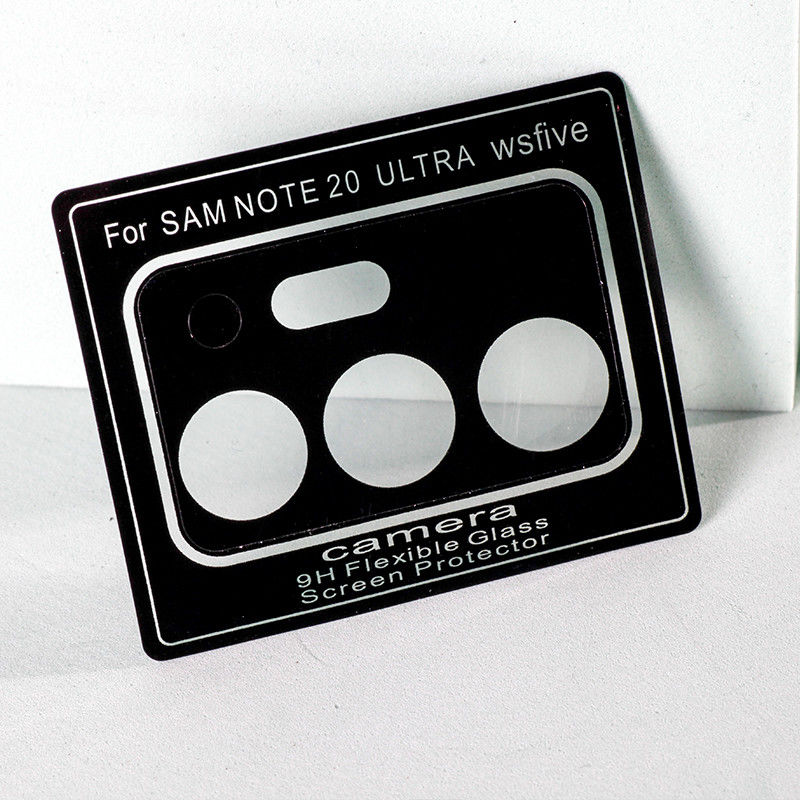 For SAM NOTE 20 ULTRA wsfive
camera
9H Flexible Glass
Screen Protector